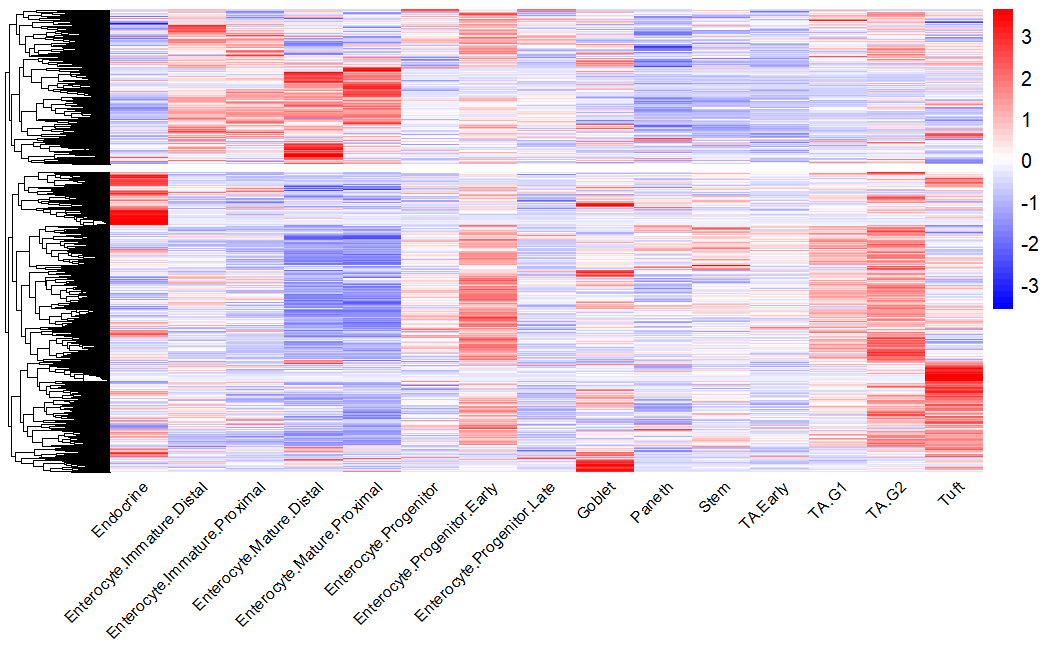 3
2
1
0
-1
-2
-3
Endocrine
Enterocyte.Immature.Distal
Enterocyte.Immature.Proximal
Enterocyte.Mature.Distal
Enterocyte.Mature.Proximal
Enterocyte.Progenitor
Enterocyte.Progenitor.Early
Enterocyte.Progenitor.Late
Goblet
Paneth
Stem
TA.Early
TA.G1
TA.G2
Tuft